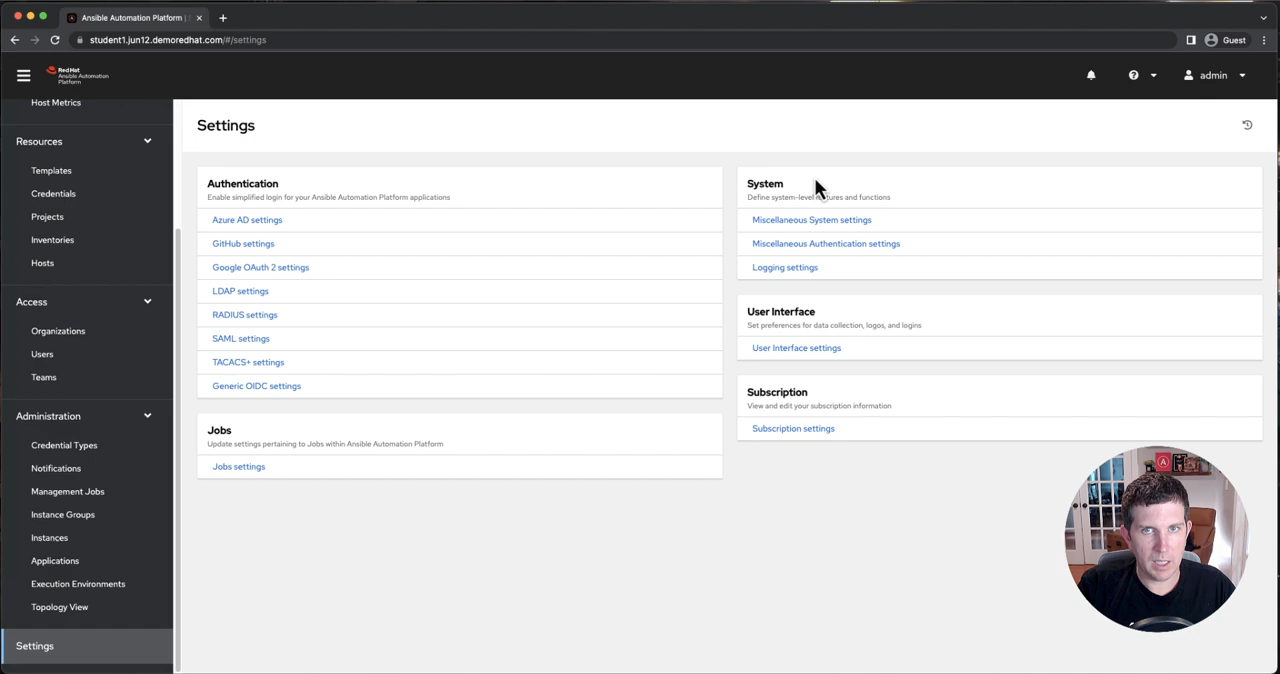 Ansible Automation Platform |
student1.jun12.demoredhat.com/#/settings
Guest
Red Hat
Ansible Automation
Platform
admin
Host Metrics
Resources
Templates
Credentials
Projects
Inventories
Hosts
Access
Organizations
Users
Teams
Administration
Credential Types
Notifications
Management Jobs
Instance Groups
Instances
Applications
Execution Environments
Topology View
Settings
Settings
Authentication
Enable simplified login for your Ansible Automation Platform applications
Azure AD settings
GitHub settings
Google OAuth 2 settings
LDAP settings
RADIUS settings
SAML settings
TACACS+ settings
Generic OIDC settings
Jobs
Update settings pertaining to Jobs within Ansible Automation Platform
Jobs settings
System
Define system-level features and functions
Miscellaneous System settings
Miscellaneous Authentication settings
Logging settings
User Interface
Set preferences for data collection, logos, and logins
User Interface settings
Subscription
View and edit your subscription information
Subscription settings
A